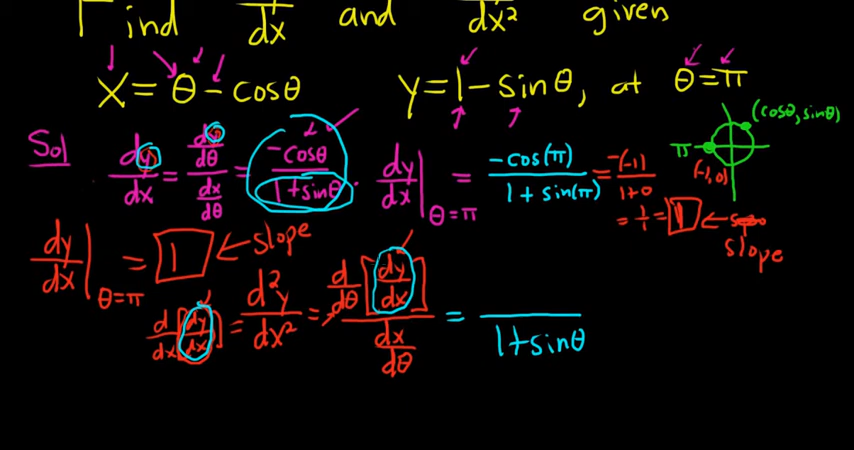 Find dy/dx and d²y/dx² given
x = θ - cosθ y = 1 - sinθ, at θ = π
Sol dy/dx = (dy/dθ)/(dx/dθ) = -cosθ/(1+sinθ) . dy/dx |θ=π = -cos(π)/(1 + sin(π)) = -(-1)/(1+0)
= 1/1 = 1 ← slope
π (-1, 0) (cosθ, sinθ)
dy/dx |θ=π = 1 ← slope
d/dx [dy/dx] = d²y/dx² = (d/dθ [dy/dx])/(dx/dθ) = /(1+sinθ)